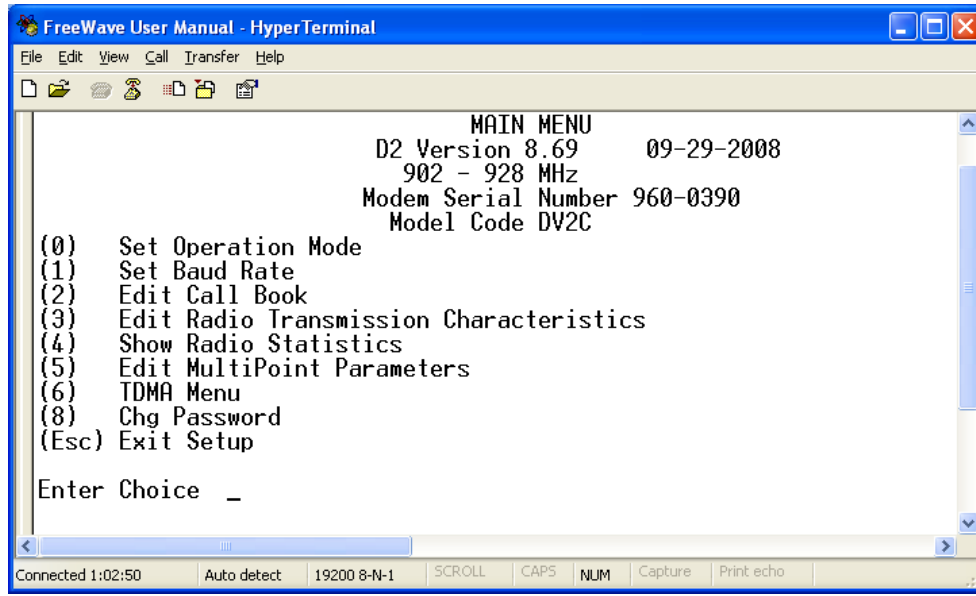 FreeWave User Manual - HyperTerminal
File Edit View Call Transfer Help
MAIN MENU
D2 Version 8.69 09-29-2008
902 - 928 MHz
Modem Serial Number 960-0390
Model Code DV2C
(0) Set Operation Mode
(1) Set Baud Rate
(2) Edit Call Book
(3) Edit Radio Transmission Characteristics
(4) Show Radio Statistics
(5) Edit MultiPoint Parameters
(6) TDMA Menu
(8) Chg Password
(Esc) Exit Setup
Enter Choice _
Connected 1:02:50 Auto detect 19200 8-N-1 SCROLL CAPS NUM Capture Print echo